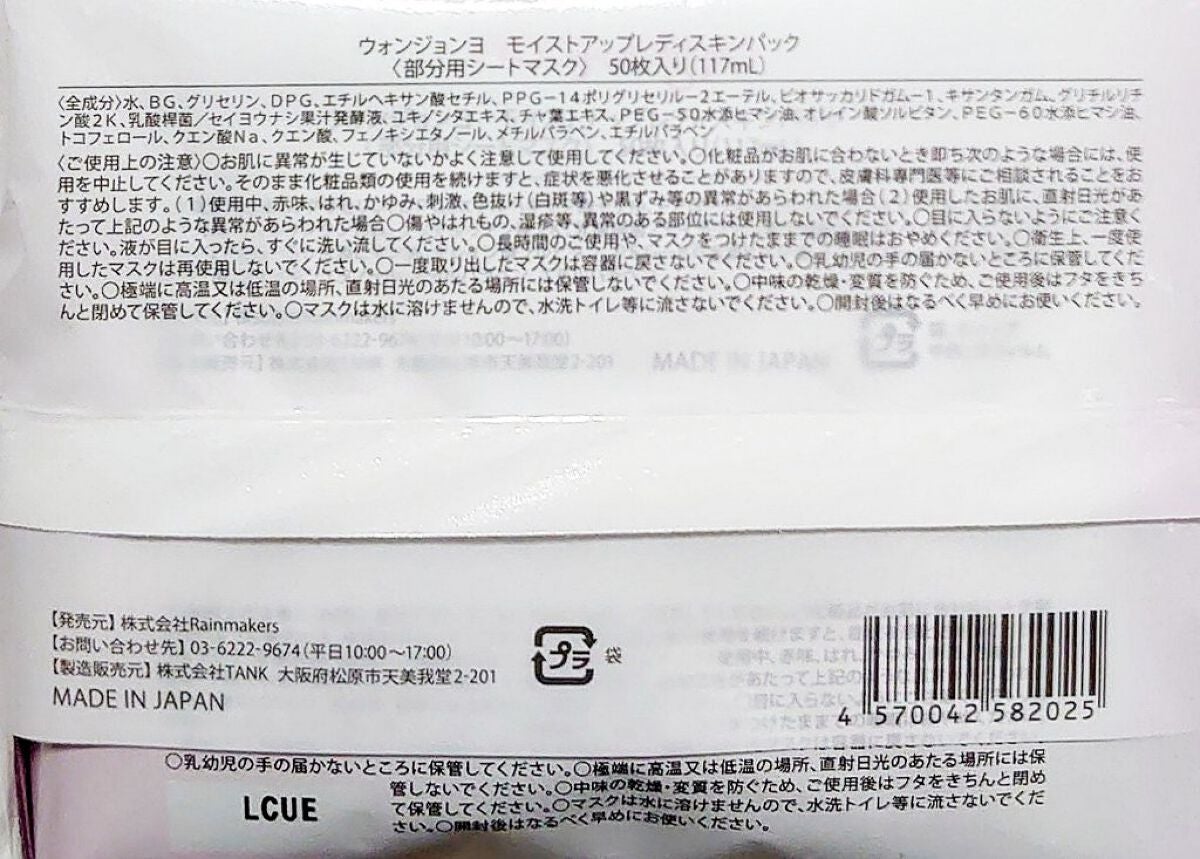 ウォンジョンヨ　モイストアップレディスキンパック
〈部分用シートマスク〉　50枚入り(117mL)
〈全成分〉水、BG、グリセリン、DPG、エチルヘキサン酸セチル、PPG-14ポリグリセリル-2エーテル、ビオサッカリドガム-1、キサンタンガム、グリチルリチ
ン酸2K、乳酸桿菌/セイヨウナシ果汁発酵液、ユキノシタエキス、チャ葉エキス、PEG-50水添ヒマシ油、オレイン酸ソルビタン、PEG-60水添ヒマシ油、
トコフェロール、クエン酸Na、クエン酸、フェノキシエタノール、メチルパラベン、エチルパラベン
〈ご使用上の注意〉○お肌に異常が生じていないかよく注意して使用してください。○化粧品がお肌に合わないとき即ち次のような場合には、使
用を中止してください。そのまま化粧品類の使用を続けますと、症状を悪化させることがありますので、皮膚科専門医等にご相談されることをお
すすめします。(1)使用中、赤味、はれ、かゆみ、刺激、色抜け(白斑等)や黒ずみ等の異常があらわれた場合(2)使用したお肌に、直射日光があ
たって上記のような異常があらわれた場合○傷やはれもの、湿疹等、異常のある部位には使用しないでください。○目に入らないようにご注意く
ださい。液が目に入ったら、すぐに洗い流してください。○長時間のご使用や、マスクをつけたままでの睡眠はおやめください。○衛生上、一度使
用したマスクは再使用しないでください。○一度取り出したマスクは容器に戻さないでください。○乳幼児の手の届かないところに保管してくだ
さい。○極端に高温又は低温の場所、直射日光のあたる場所には保管しないでください。○中味の乾燥・変質を防ぐため、ご使用後はフタをきち
んと閉めて保管してください。○マスクは水に溶けませんので、水洗トイレ等に流さないでください。○開封後はなるべく早めにお使いください。
MADE IN JAPAN
プラ
【発売元】株式会社Rainmakers
【お問い合わせ先】03-6222-9674(平日10:00～17:00)
【製造販売元】株式会社TANK 大阪府松原市天美我堂2-201
MADE IN JAPAN
プラ 袋
4 570042 582025
○乳幼児の手の届かないところに保管してください。○極端に高温又は低温の場所、直射日光のあたる場所には保
管しないでください。○中味の乾燥・変質を防ぐため、ご使用後はフタをきちんと閉め
て保管してください。○マスクは水に溶けませんので、水洗トイレ等に流さないでくだ
さい。○開封後はなるべく早めにお使いください。
LCUE